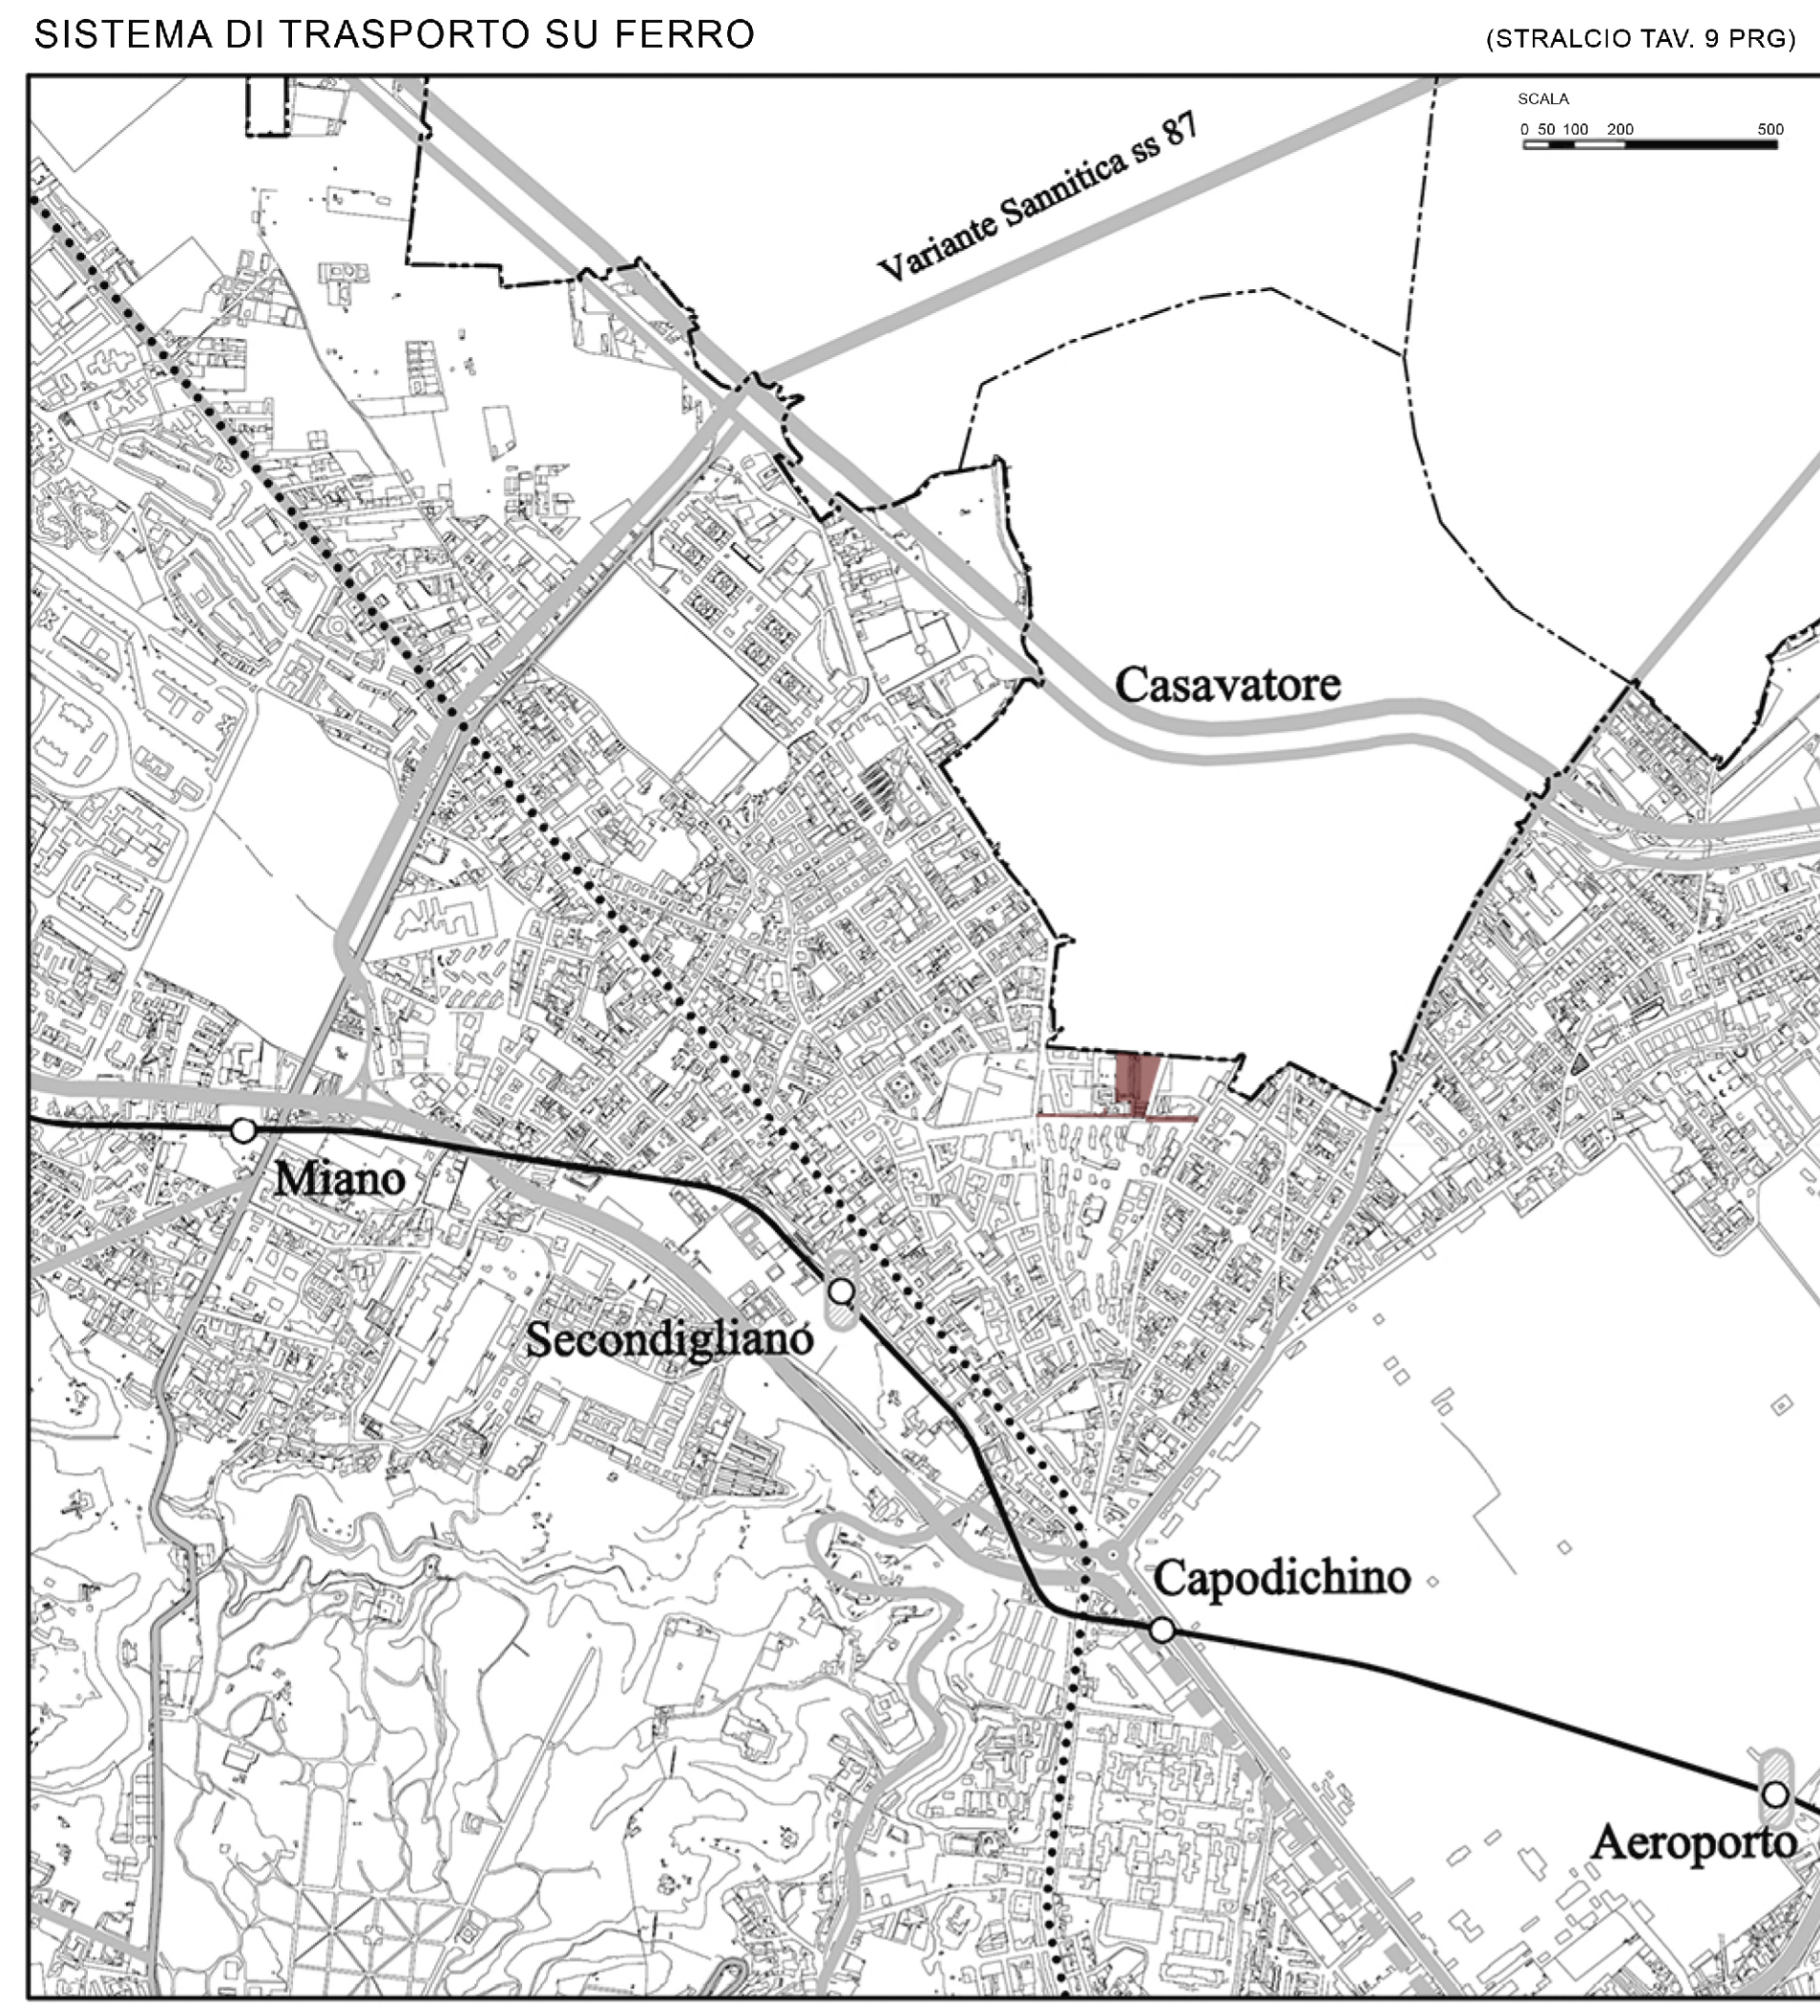 SISTEMA DI TRASPORTO SU FERRO
(STRALCIO TAV. 9 PRG)
SCALA
0 50 100 200 500
Variante Sannitica ss 87
Casavatore
Miano
Secondigliano
Capodichino
Aeroporto